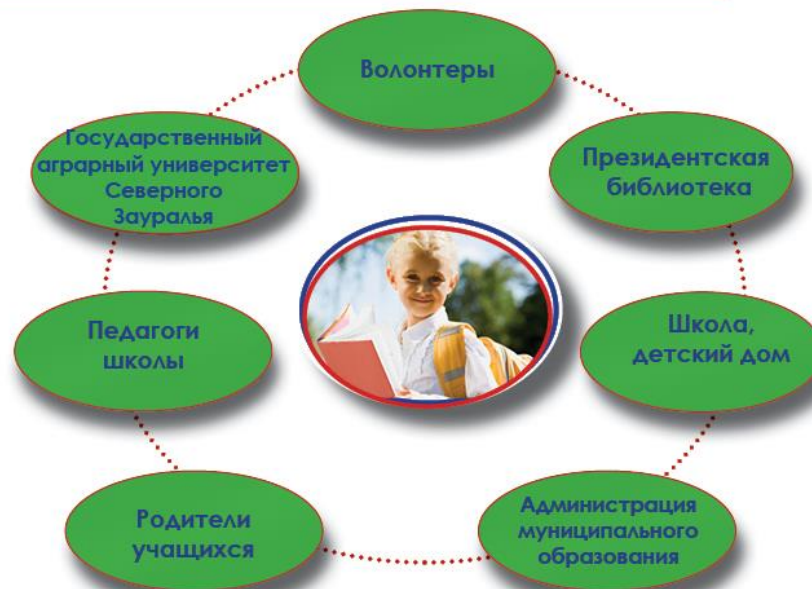 Волонтеры
Государственный
аграрный университет
Северного
Зауралья
Президентская
библиотека
Педагоги
школы
Школа,
детский дом
Родители
учащихся
Администрация
муниципального
образования